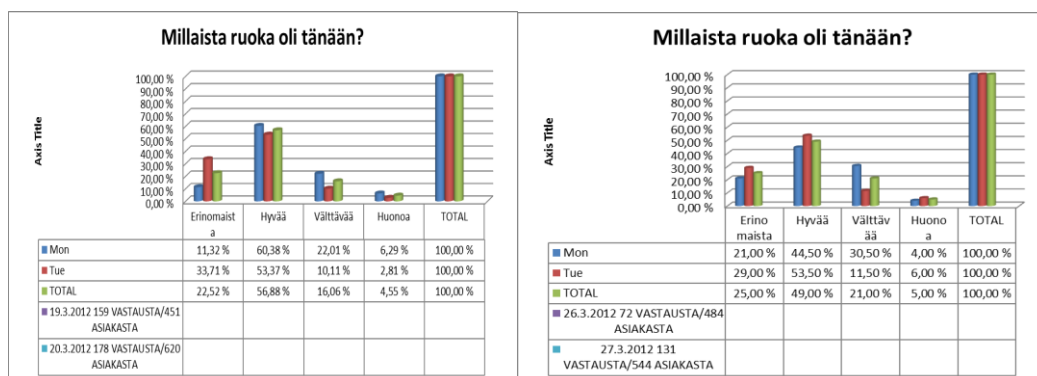 Millaista ruoka oli tänään?
Axis Title
100,00 %
90,00 %
80,00 %
70,00 %
60,00 %
50,00 %
40,00 %
30,00 %
20,00 %
10,00 %
0,00 %
Erinomaist
a
Hyvää
Välttävää
Huonoa
TOTAL
Mon 11,32 % 60,38 % 22,01 % 6,29 % 100,00 %
Tue 33,71 % 53,37 % 10,11 % 2,81 % 100,00 %
TOTAL 22,52 % 56,88 % 16,06 % 4,55 % 100,00 %
19.3.2012 159 VASTAUSTA/451
ASIAKASTA
20.3.2012 178 VASTAUSTA/620
ASIAKASTA
Millaista ruoka oli tänään?
Axis Title
100,00 %
90,00 %
80,00 %
70,00 %
60,00 %
50,00 %
40,00 %
30,00 %
20,00 %
10,00 %
0,00 %
Erino
maista
Hyvää
Välttäv
ää
Huono
a
TOTAL
Mon 21,00 % 44,50 % 30,50 % 4,00 % 100,00 %
Tue 29,00 % 53,50 % 11,50 % 6,00 % 100,00 %
TOTAL 25,00 % 49,00 % 21,00 % 5,00 % 100,00 %
26.3.2012 72 VASTAUSTA/484
ASIAKASTA
27.3.2012 131
VASTAUSTA/544 ASIAKASTA